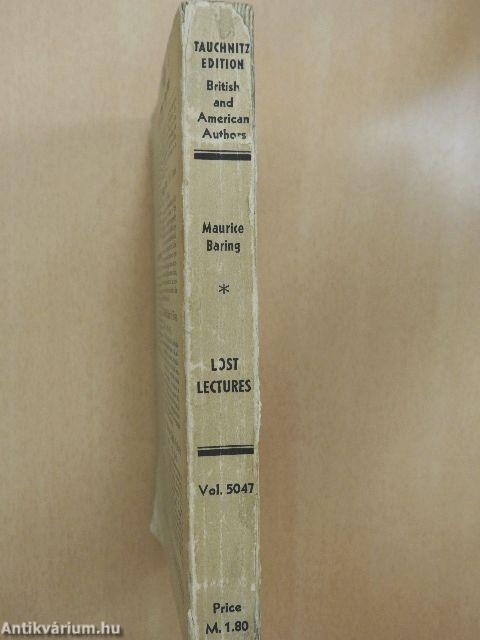 TAUCHNITZ
EDITION
British
and
American
Authors
Maurice
Baring
*
LOST
LECTURES
Vol. 5047
Price
M. 1.80
Antikvárium.hu